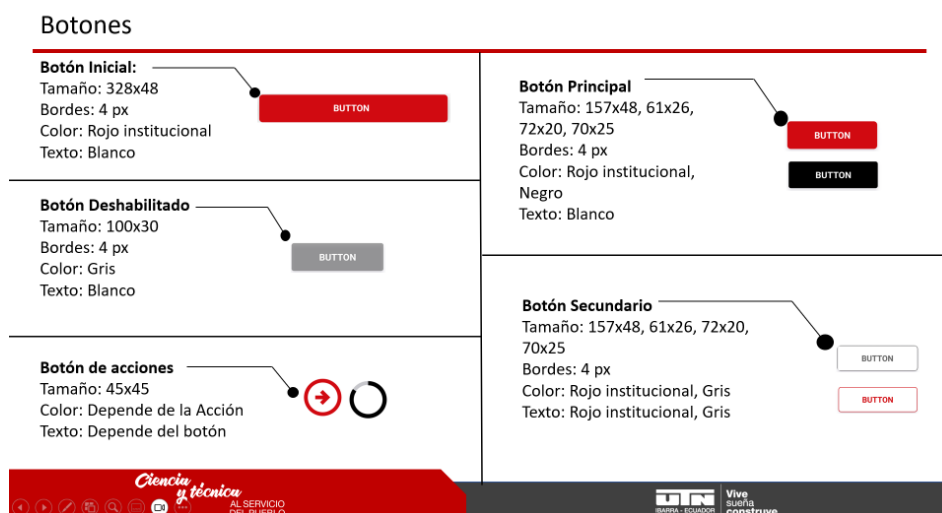 Botones
Botón Inicial:
Tamaño: 328x48
Bordes: 4 px
Color: Rojo institucional
Texto: Blanco
BUTTON
Botón Deshabilitado
Tamaño: 100x30
Bordes: 4 px
Color: Gris
Texto: Blanco
BUTTON
Botón de acciones
Tamaño: 45x45
Color: Depende de la Acción
Texto: Depende del botón
Botón Principal
Tamaño: 157x48, 61x26,
72x20, 70x25
Bordes: 4 px
Color: Rojo institucional,
Negro
Texto: Blanco
BUTTON
BUTTON
Botón Secundario
Tamaño: 157x48, 61x26, 72x20,
70x25
Bordes: 4 px
Color: Rojo institucional, Gris
Texto: Rojo institucional, Gris
BUTTON
BUTTON
Ciencia
y técnica
AL SERVICIO
DEL PUEBLO
UTN
IBARRA - ECUADOR
Vive
sueña
construye